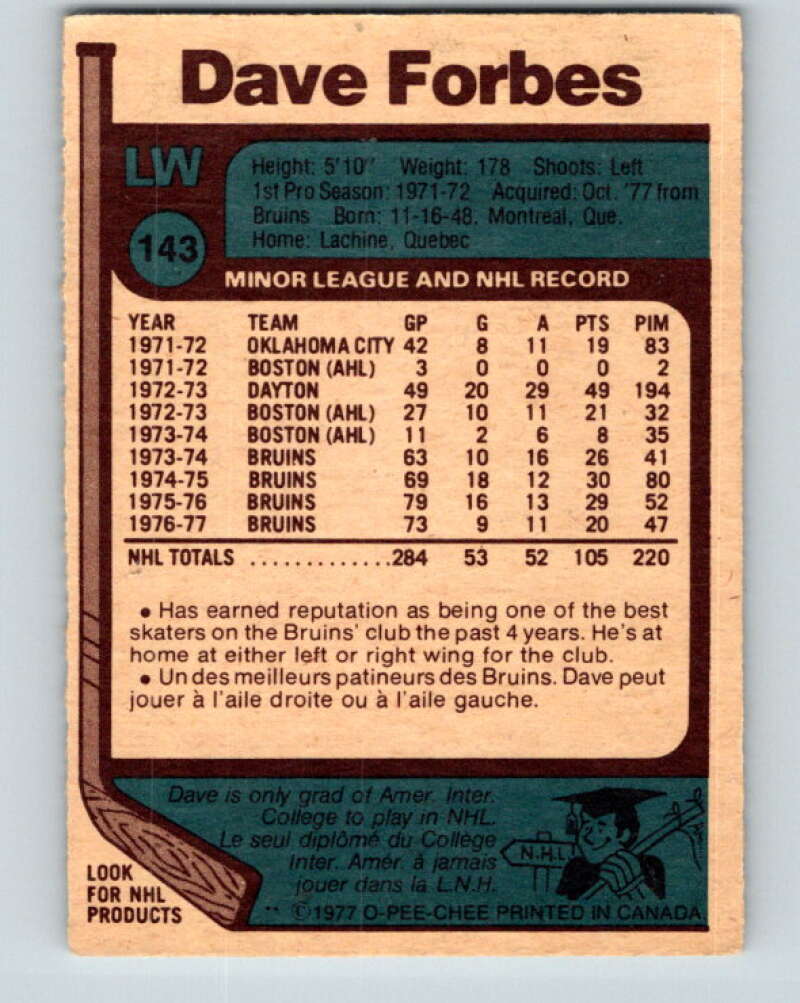 Dave Forbes
LW
143
Height: 5'10" Weight: 178 Shoots: Left
1st Pro Season: 1971-72 Acquired: Oct. '77 from
Bruins Born: 11-16-48, Montreal, Que.
Home: Lachine, Quebec
MINOR LEAGUE AND NHL RECORD
YEAR TEAM GP G A PTS PIM
1971-72 OKLAHOMA CITY 42 8 11 19 83
1971-72 BOSTON (AHL) 3 0 0 0 2
1972-73 DAYTON 49 20 29 49 194
1972-73 BOSTON (AHL) 27 10 11 21 32
1973-74 BOSTON (AHL) 11 2 6 8 35
1973-74 BRUINS 63 10 16 26 41
1974-75 BRUINS 69 18 12 30 80
1975-76 BRUINS 79 16 13 29 52
1976-77 BRUINS 73 9 11 20 47
NHL TOTALS .............284 53 52 105 220
• Has earned reputation as being one of the best
skaters on the Bruins' club the past 4 years. He's at
home at either left or right wing for the club.
• Un des meilleurs patineurs des Bruins. Dave peut
jouer à l'aile droite ou à l'aile gauche.
Dave is only grad of Amer. Inter.
College to play in NHL.
Le seul diplômé du Collège
Inter. Amér. à jamais
jouer dans la L.N.H.
N.H.L.
LOOK
FOR NHL
PRODUCTS
** ©1977 O-PEE-CHEE PRINTED IN CANADA